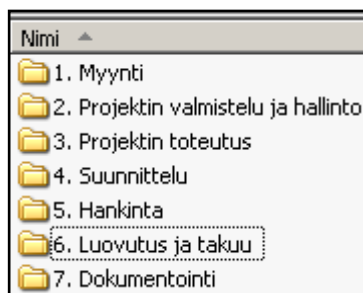 Nimi
1. Myynti
2. Projektin valmistelu ja hallinto
3. Projektin toteutus
4. Suunnittelu
5. Hankinta
6. Luovutus ja takuu
7. Dokumentointi